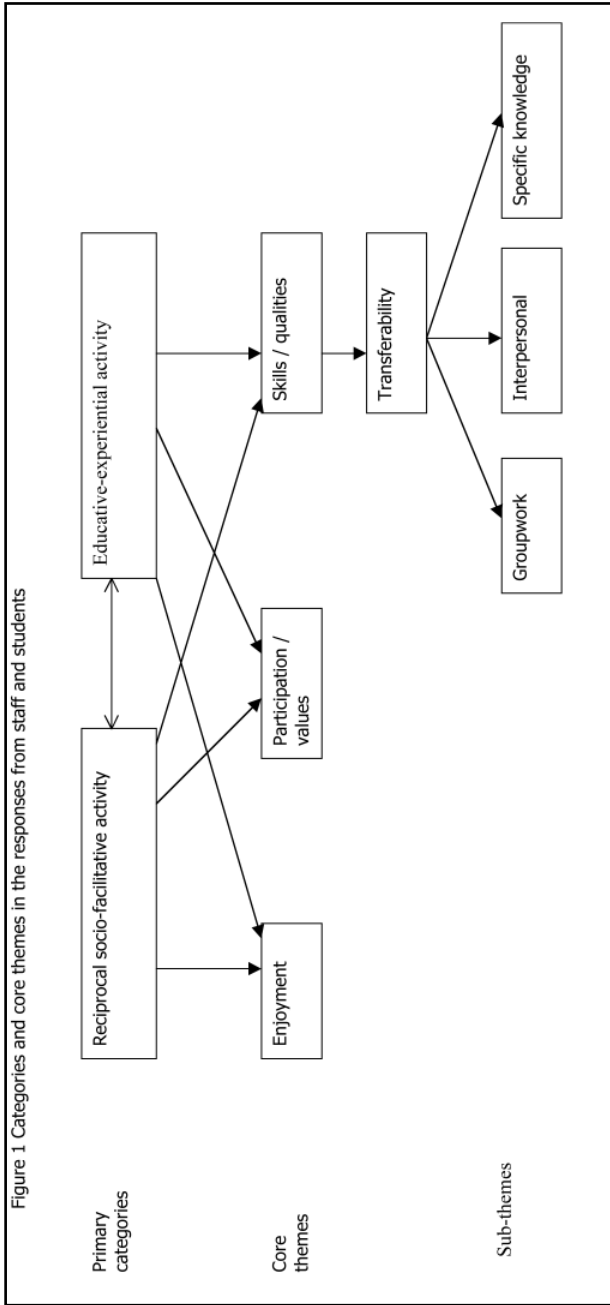 Figure 1 Categories and core themes in the responses from staff and students
Primary
categories
Reciprocal socio-facilitative activity
Educative-experiential activity
Core
themes
Enjoyment
Participation /
values
Skills / qualities
Transferability
Sub-themes
Groupwork
Interpersonal
Specific knowledge